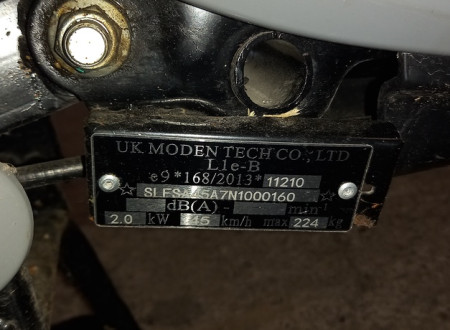 UK MODEN TECH CO., LTD
L1e-B
e9*168/2013*11210
dB(A) - min⁻¹
2.0 kW 45 km/h max 224 kg